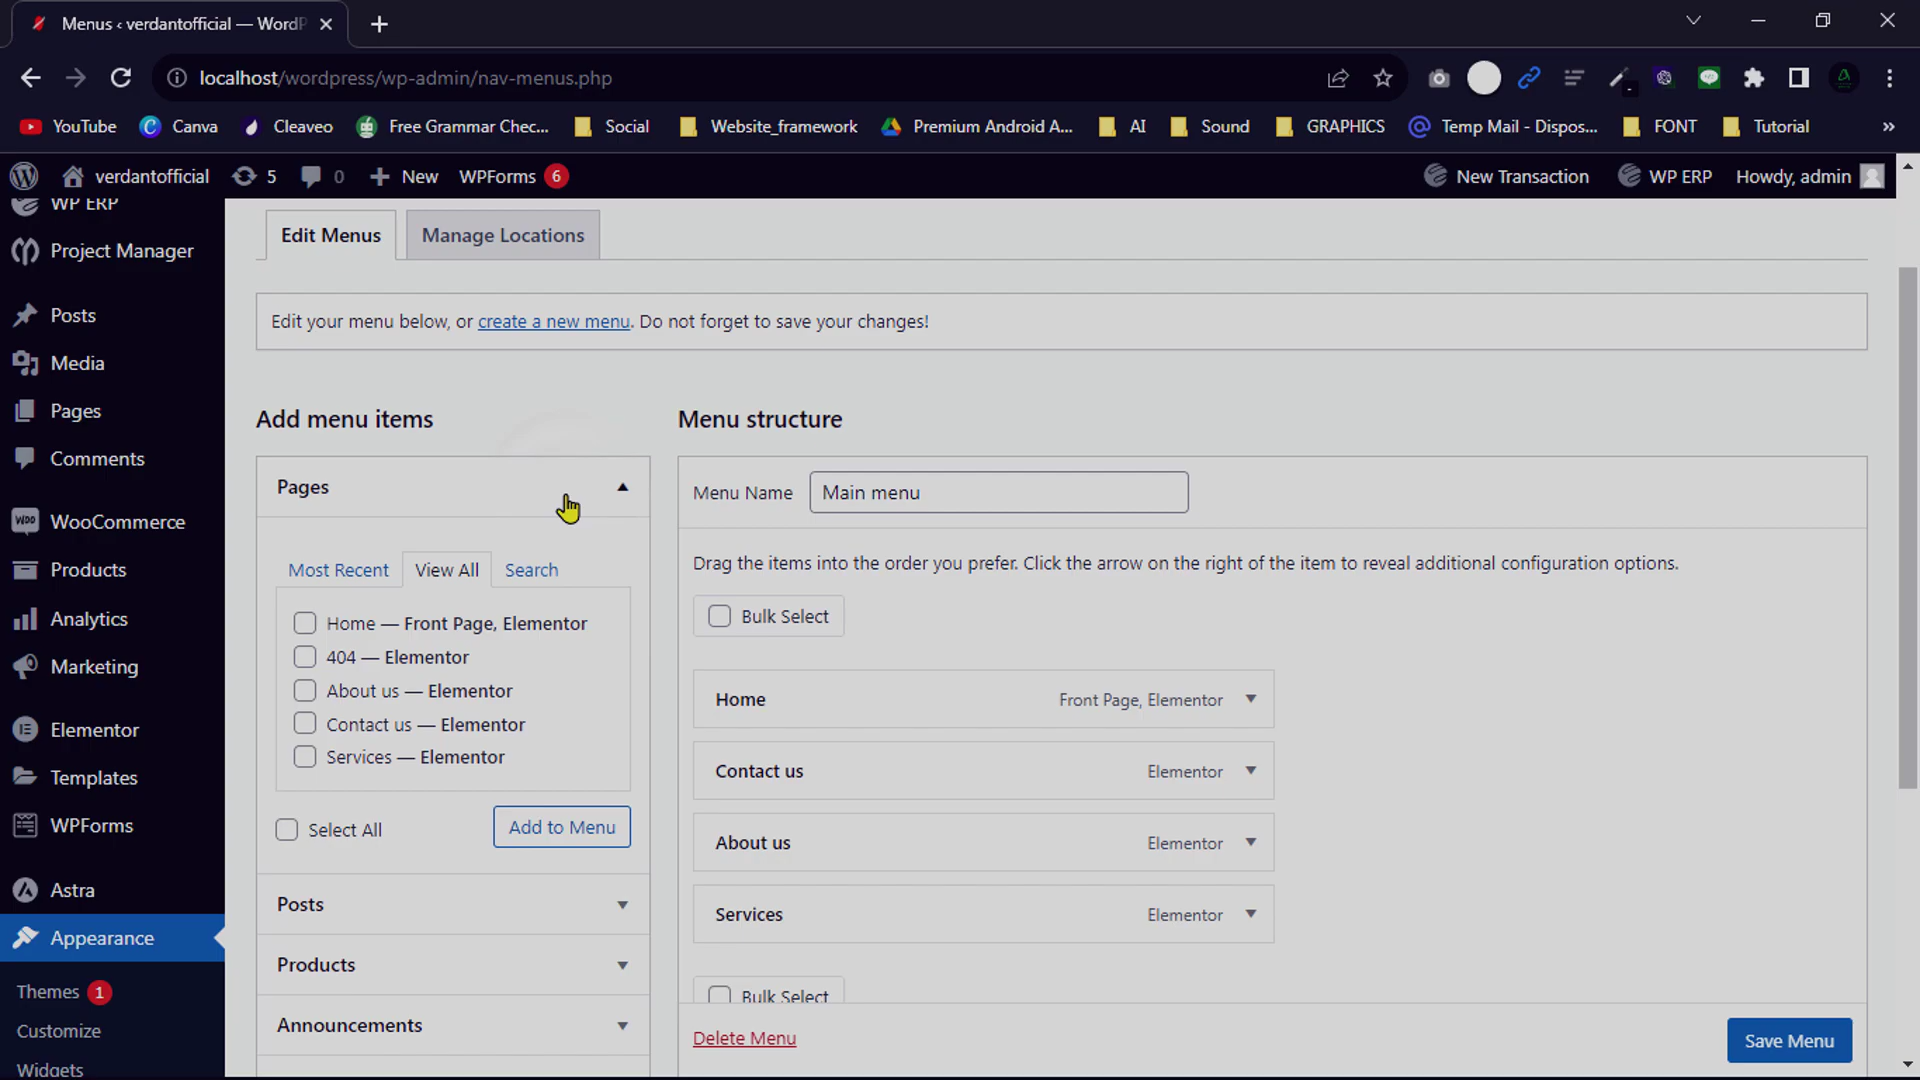 Menus ‹ verdantofficial — WordP
localhost/wordpress/wp-admin/nav-menus.php
YouTube Canva Cleaveo Free Grammar Chec... Social Website_framework Premium Android A... AI Sound GRAPHICS Temp Mail - Dispos... FONT Tutorial »
verdantofficial 5 0 New WPForms 6 New Transaction WP ERP Howdy, admin
WP ERP
Project Manager
Posts
Media
Pages
Comments
WooCommerce
Products
Analytics
Marketing
Elementor
Templates
WPForms
Astra
Appearance
Themes 1
Customize
Widgets
Edit Menus Manage Locations
Edit your menu below, or create a new menu. Do not forget to save your changes!
Add menu items
Pages
Most Recent View All Search
Home — Front Page, Elementor
404 — Elementor
About us — Elementor
Contact us — Elementor
Services — Elementor
Select All Add to Menu
Posts
Products
Announcements
Menu structure
Menu Name Main menu
Drag the items into the order you prefer. Click the arrow on the right of the item to reveal additional configuration options.
Bulk Select
Home Front Page, Elementor
Contact us Elementor
About us Elementor
Services Elementor
Bulk Select
Delete Menu Save Menu